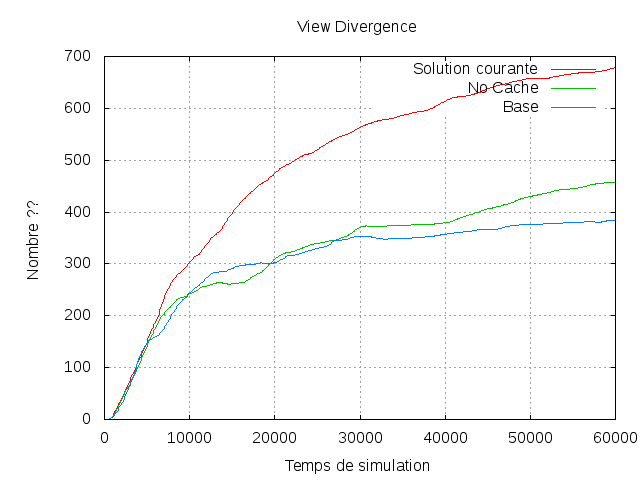 View Divergence
700
600
500
400
300
200
100
0
Nombre ??
Solution courante
No Cache
Base
0 10000 20000 30000 40000 50000 60000
Temps de simulation